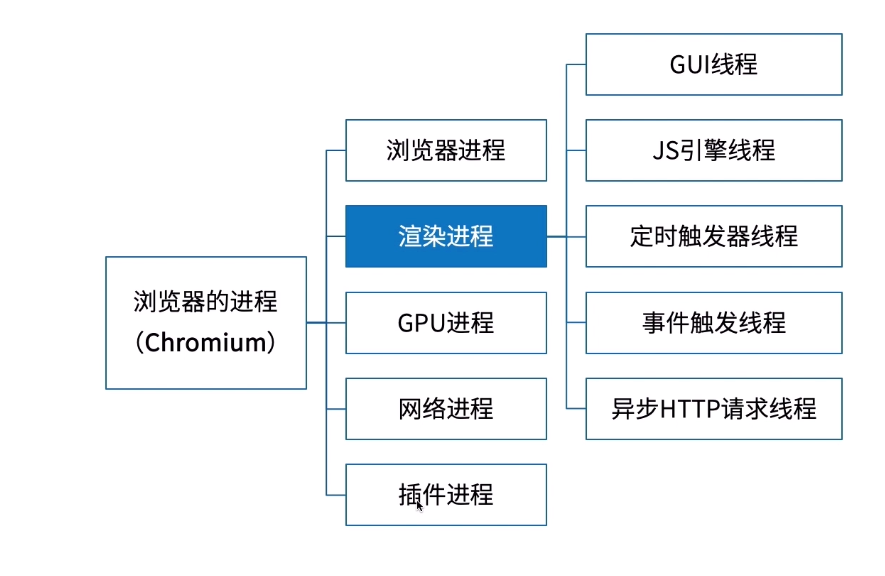 浏览器的进程
（Chromium）
浏览器进程
渲染进程
GPU进程
网络进程
插件进程
GUI线程
JS引擎线程
定时触发器线程
事件触发线程
异步HTTP请求线程